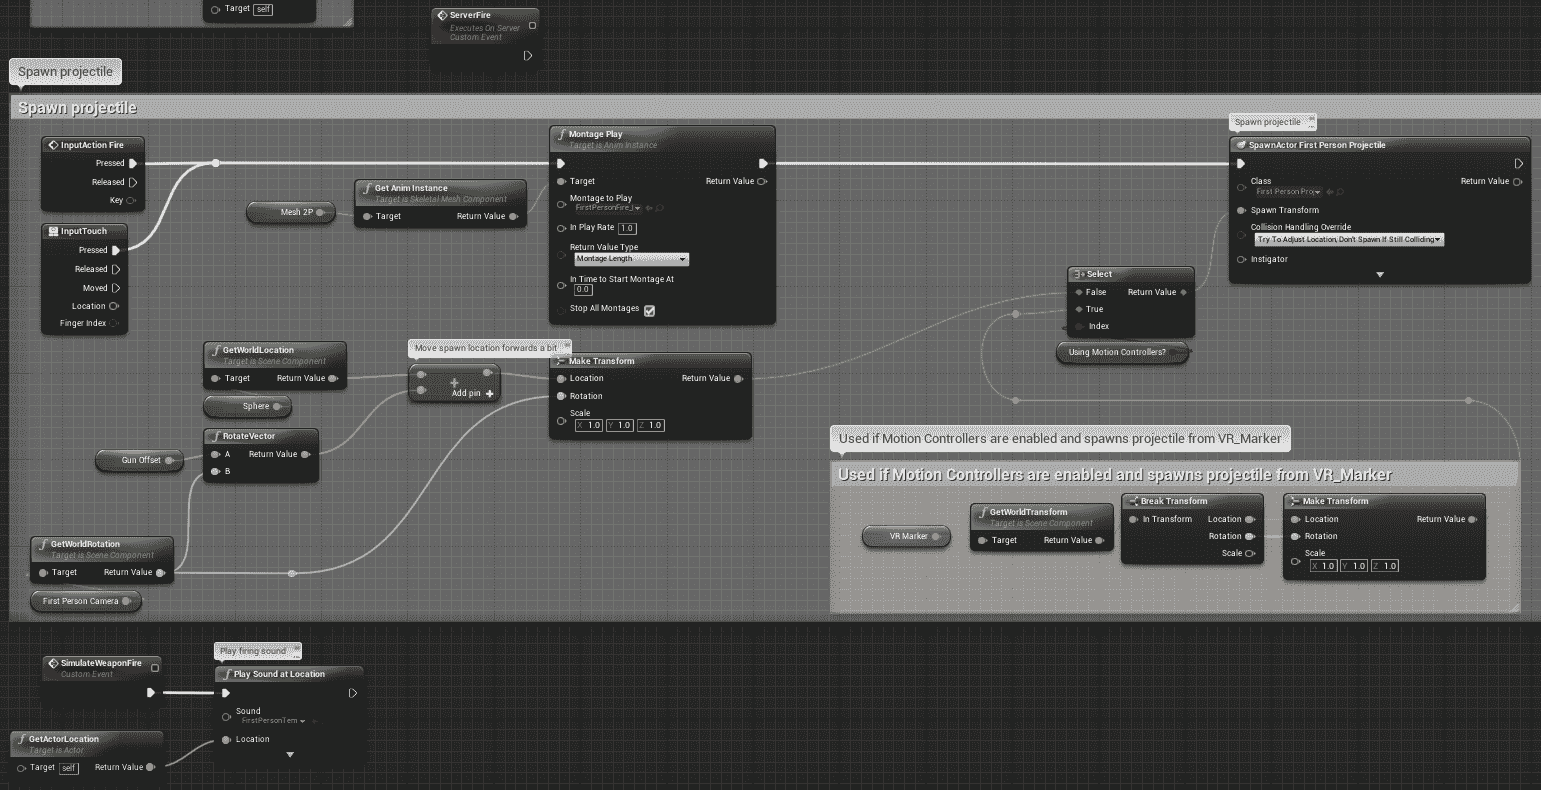 Target self
ServerFire
Executes On Server
Custom Event
Spawn projectile
Spawn projectile
InputAction Fire
Pressed
Released
Key
InputTouch
Pressed
Released
Moved
Location
Finger Index
Mesh 2P
Get Anim Instance
Target is Skeletal Mesh Component
Target Return Value
Montage Play
Target is Anim Instance
Target Return Value
Montage to Play
In Play Rate 1.0
Return Value Type
Montage Length
In Time to Start Montage At
0.0
Stop All Montages
Spawn projectile
SpawnActor First Person Projectile
Class Return Value
First Person Proj
Spawn Transform
Collision Handling Override
Try To Adjust Location, Don't Spawn If Still Colliding
Instigator
Select
False Return Value
True
Index
Using Motion Controllers?
GetWorldLocation
Target is Scene Component
Target Return Value
Sphere
Move spawn location forwards a bit
Add pin +
Make Transform
Location Return Value
Rotation
Scale
X 1.0 Y 1.0 Z 1.0
RotateVector
A Return Value
B
Gun Offset
GetWorldRotation
Target is Scene Component
Target Return Value
First Person Camera
Used if Motion Controllers are enabled and spawns projectile from VR_Marker
Used if Motion Controllers are enabled and spawns projectile from VR_Marker
VR Marker
GetWorldTransform
Target is Scene Component
Target Return Value
Break Transform
In Transform Location
Rotation
Scale
Make Transform
Location Return Value
Rotation
Scale
X 1.0 Y 1.0 Z 1.0
SimulateWeaponFire
Custom Event
Play firing sound
Play Sound at Location
Sound
FirstPersonTem
Location
GetActorLocation
Target is Actor
Target self Return Value